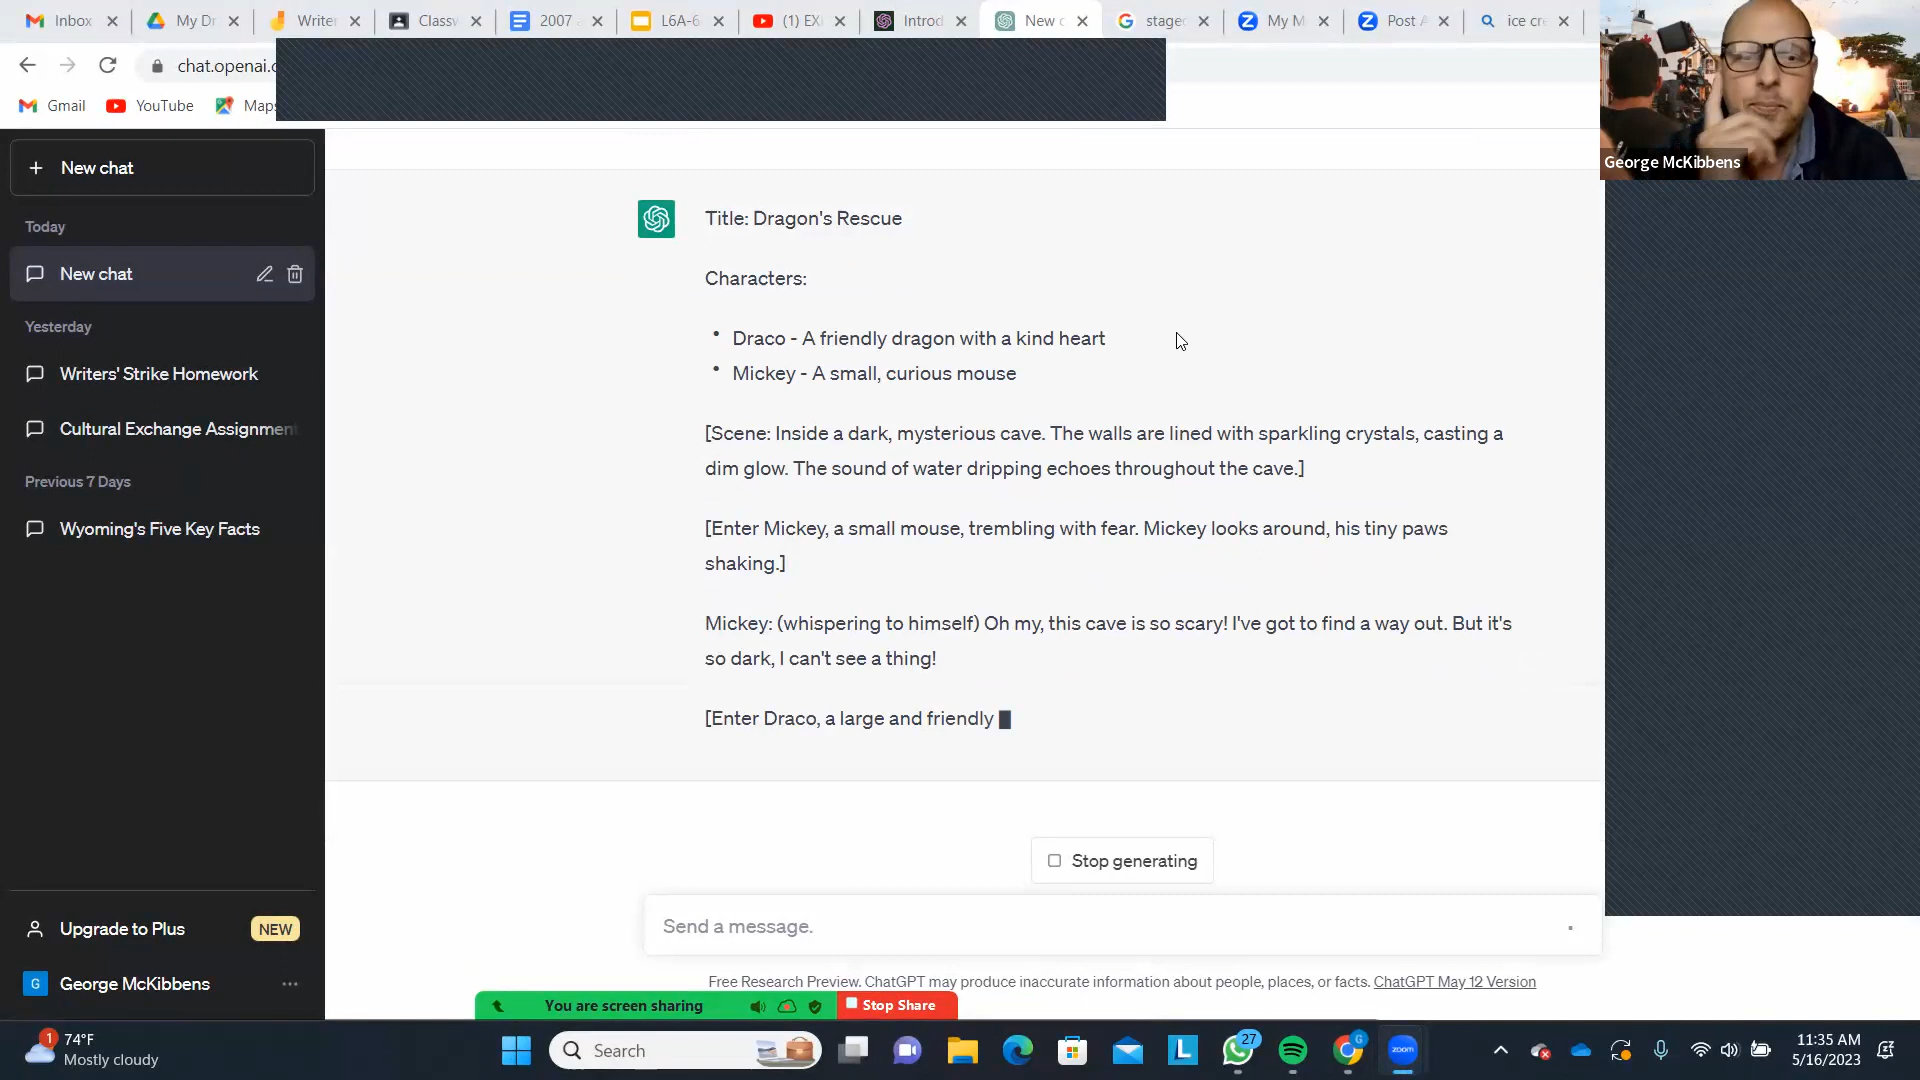 Inbox
My Dr
Writer
Classw
2007
L6A-6
(1) EX
Introd
New c
stagec
My M
Post A
ice cre
chat.openai.c
Gmail
YouTube
Maps
George McKibbens
New chat
Today
New chat
Yesterday
Writers' Strike Homework
Cultural Exchange Assignmen
Previous 7 Days
Wyoming's Five Key Facts
Title: Dragon's Rescue
Characters:
• Draco - A friendly dragon with a kind heart
• Mickey - A small, curious mouse
[Scene: Inside a dark, mysterious cave. The walls are lined with sparkling crystals, casting a
dim glow. The sound of water dripping echoes throughout the cave.]
[Enter Mickey, a small mouse, trembling with fear. Mickey looks around, his tiny paws
shaking.]
Mickey: (whispering to himself) Oh my, this cave is so scary! I've got to find a way out. But it's
so dark, I can't see a thing!
[Enter Draco, a large and friendly
Stop generating
Send a message.
Upgrade to Plus NEW
G George McKibbens
Free Research Preview. ChatGPT may produce inaccurate information about people, places, or facts. ChatGPT May 12 Version
You are screen sharing
Stop Share
1
74°F
Mostly cloudy
Search
L
27
G
zoom
11:35 AM
5/16/2023